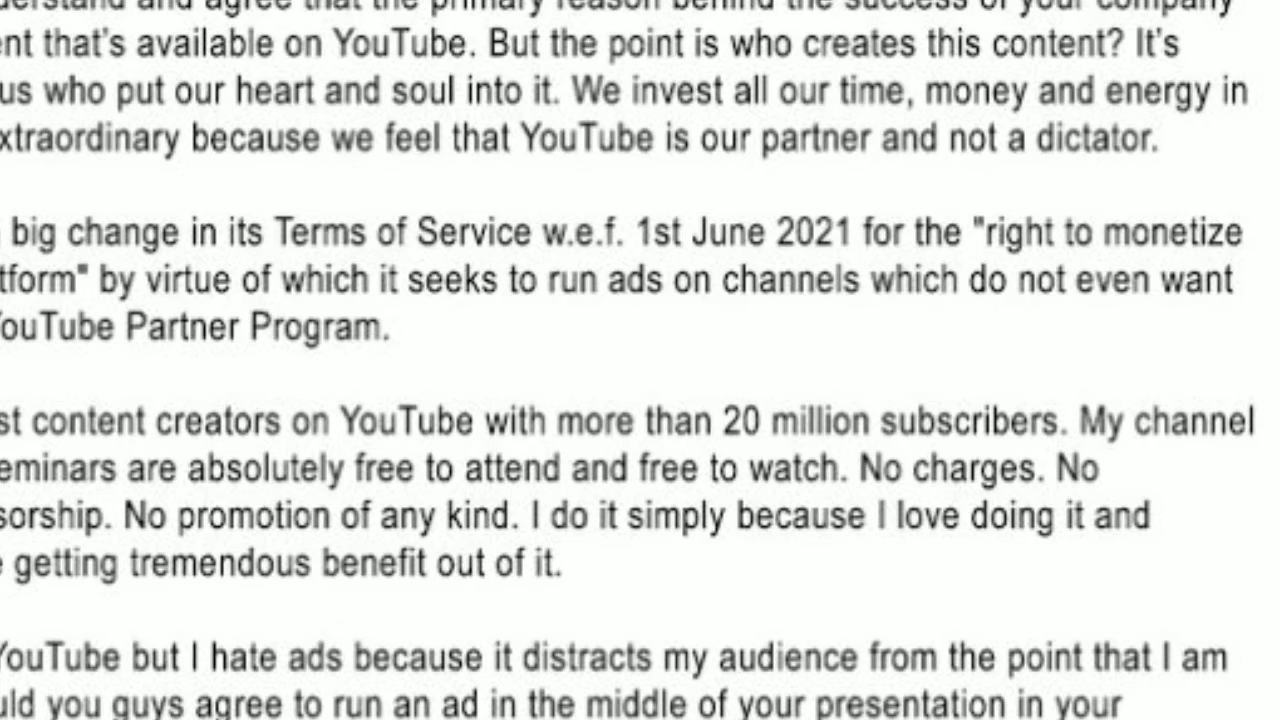 and agree that the primary reason behind the success of your company
that's available on YouTube. But the point is who creates this content? It's
us who put our heart and soul into it. We invest all our time, money and energy in
xtraordinary because we feel that YouTube is our partner and not a dictator.
big change in its Terms of Service w.e.f. 1st June 2021 for the "right to monetize
tform" by virtue of which it seeks to run ads on channels which do not even want
YouTube Partner Program.
st content creators on YouTube with more than 20 million subscribers. My channel
eminars are absolutely free to attend and free to watch. No charges. No
sorship. No promotion of any kind. I do it simply because I love doing it and
getting tremendous benefit out of it.
YouTube but I hate ads because it distracts my audience from the point that I am
uld you guys agree to run an ad in the middle of your presentation in your